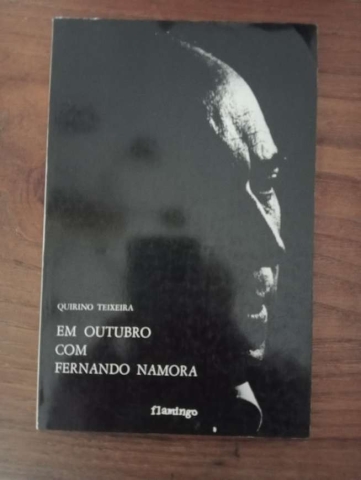 QUIRINO TEIXEIRA
EM OUTUBRO
COM
FERNANDO NAMORA
flamingo